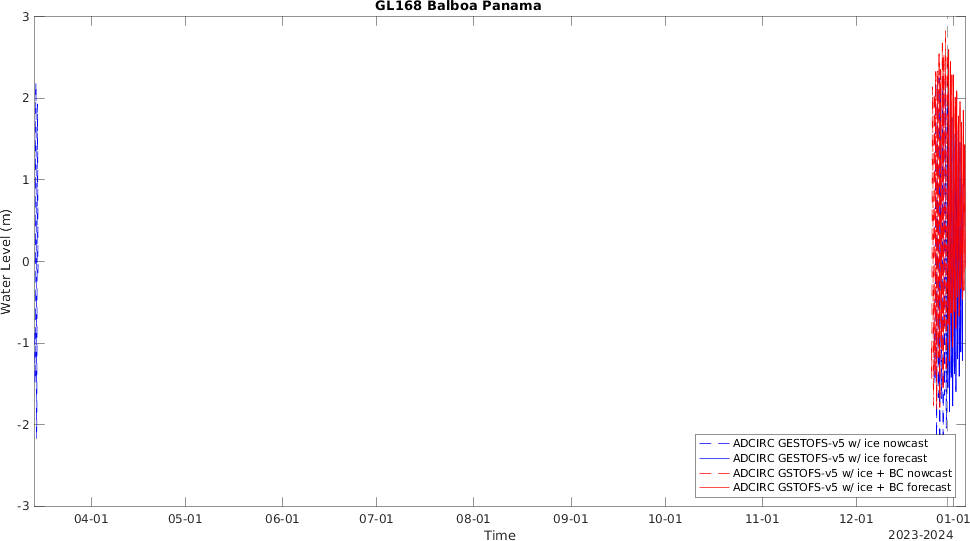 GL168 Balboa Panama
3
2
1
0
-1
-2
-3
Water Level (m)
ADCIRC GESTOFS-v5 w/ ice nowcast
ADCIRC GESTOFS-v5 w/ ice forecast
ADCIRC GSTOFS-v5 w/ ice + BC nowcast
ADCIRC GSTOFS-v5 w/ ice + BC forecast
04-01 05-01 06-01 07-01 08-01 09-01 10-01 11-01 12-01 01-01
Time
2023-2024